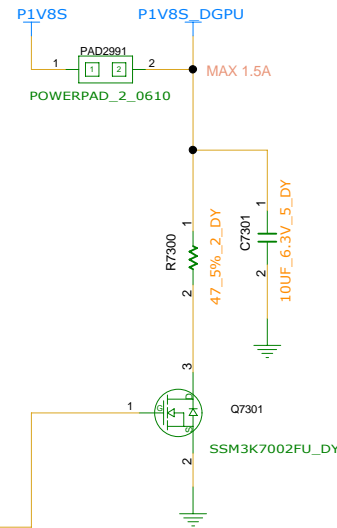 P1V8S P1V8S_DGPU
PAD2991
1 1 2 2
MAX 1.5A
POWERPAD_2_0610
R7300
1
2
47_5%_2_DY
C7301
1
2
10UF_6.3V_5_DY
3
D
1
G
S
Q7301
SSM3K7002FU_DY
2